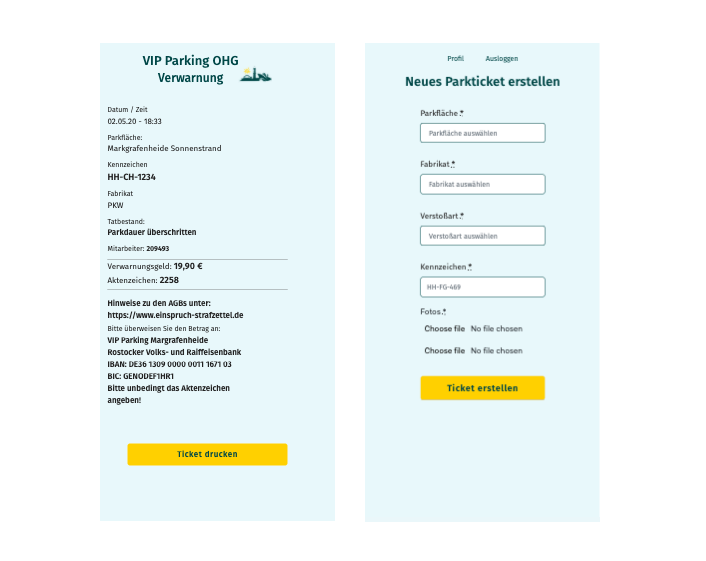 VIP Parking OHG
Verwarnung
Datum / Zeit
02.05.20 - 18:33
Parkfläche:
Markgrafenheide Sonnenstrand
Kennzeichen
HH-CH-1234
Fabrikat
PKW
Tatbestand:
Parkdauer überschritten
Mitarbeiter: 209493
Verwarnungsgeld: 19,90 €
Aktenzeichen: 2258
Hinweise zu den AGBs unter:
https://www.einspruch-strafzettel.de
Bitte überweisen Sie den Betrag an:
VIP Parking Margrafenheide
Rostocker Volks- und Raiffeisenbank
IBAN: DE36 1309 0000 0011 1671 03
BIC: GENODEF1HR1
Bitte unbedingt das Aktenzeichen
angeben!
Ticket drucken
Profil Ausloggen
Neues Parkticket erstellen
Parkfläche *
Parkfläche auswählen
Fabrikat *
Fabrikat auswählen
Verstoßart *
Verstoßart auswählen
Kennzeichen *
HH-FG-469
Fotos *
Choose file No file chosen
Choose file No file chosen
Ticket erstellen